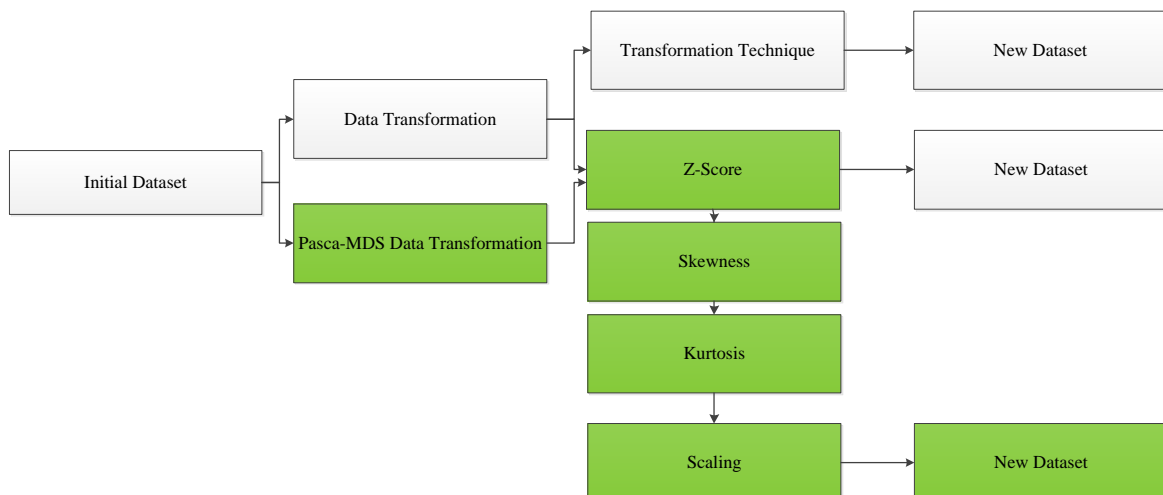 Transformation Technique
New Dataset
Data Transformation
Z-Score
New Dataset
Initial Dataset
Pasca-MDS Data Transformation
Skewness
Kurtosis
Scaling
New Dataset